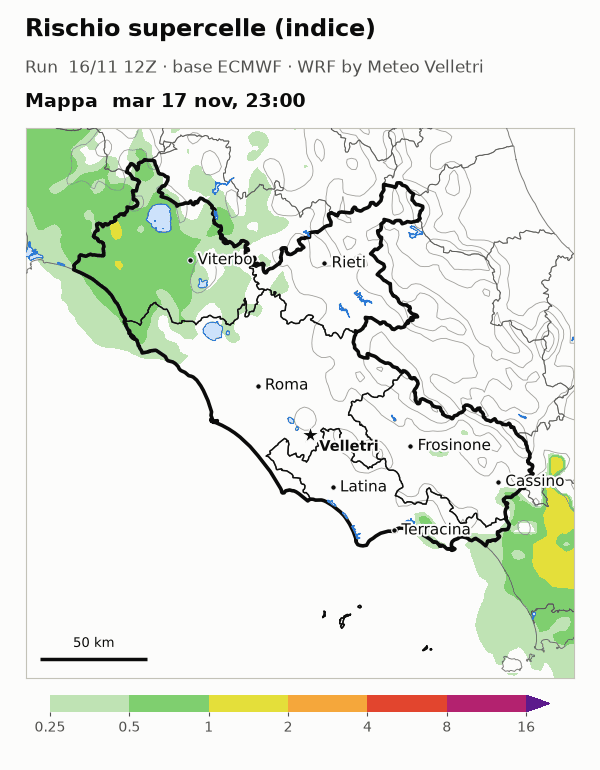 Rischio supercelle (indice)
Run  16/11 12Z · base ECMWF · WRF by Meteo Velletri
Mappa  mar 17 nov, 23:00
Viterbo
Rieti
Roma
Velletri
Frosinone
Latina
Cassino
Terracina
50 km
0.25 0.5 1 2 4 8 16